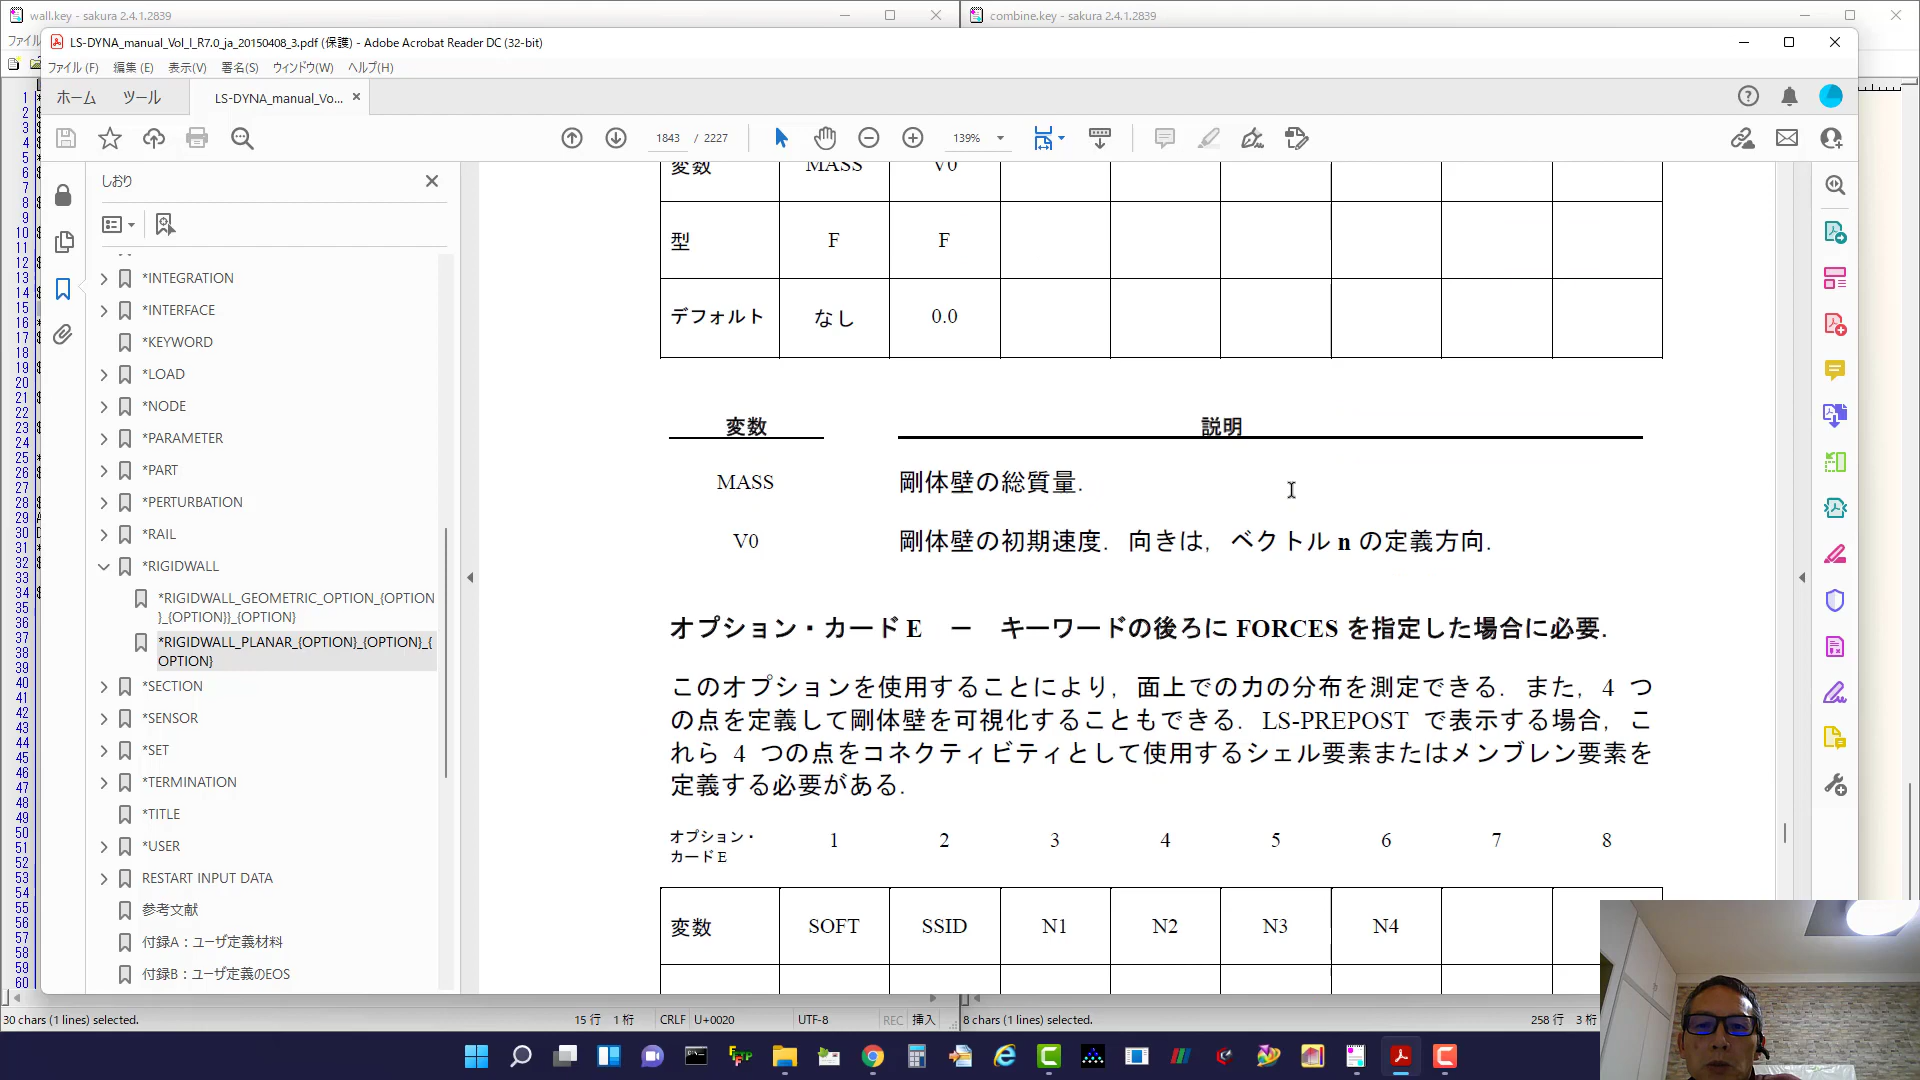 wall.key - sakura 2.4.1.2839
combine.key - sakura 2.4.1.2839
LS-DYNA_manual_Vol_I_R7.0_ja_20150408_3.pdf (保護) - Adobe Acrobat Reader DC (32-bit)
ファイル (F) 編集 (E) 表示(V) 署名(S) ウィンドウ(W) ヘルプ(H)
ホーム ツール LS-DYNA_manual_Vo...
1843 / 2227 139%
しおり
*INTEGRATION
*INTERFACE
*KEYWORD
*LOAD
*NODE
*PARAMETER
*PART
*PERTURBATION
*RAIL
*RIGIDWALL
*RIGIDWALL_GEOMETRIC_OPTION_{OPTION
}_{OPTION}}_{OPTION}
*RIGIDWALL_PLANAR_{OPTION}_{OPTION}_{
OPTION}
*SECTION
*SENSOR
*SET
*TERMINATION
*TITLE
*USER
RESTART INPUT DATA
参考文献
付録A：ユーザ定義材料
付録B：ユーザ定義のEOS
変数 MASS V0
型 F F
デフォルト なし 0.0
変数 説明
MASS 剛体壁の総質量.
V0 剛体壁の初期速度. 向きは, ベクトル n の定義方向.
オプション・カード E － キーワードの後ろに FORCES を指定した場合に必要.
このオプションを使用することにより, 面上での力の分布を測定できる. また, 4 つ
の点を定義して剛体壁を可視化することもできる. LS-PREPOST で表示する場合, こ
れら 4 つの点をコネクティビティとして使用するシェル要素またはメンブレン要素を
定義する必要がある.
オプション・
カード E
1 2 3 4 5 6 7 8
変数 SOFT SSID N1 N2 N3 N4
30 chars (1 lines) selected. 15 行 1 桁 CRLF U+0020 UTF-8 REC 挿入
8 chars (1 lines) selected. 258 行 3 桁